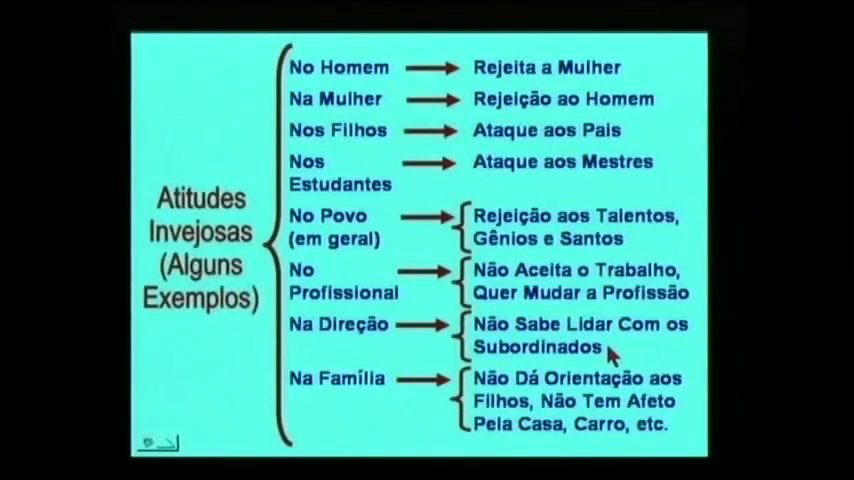 Atitudes
Invejosas
(Alguns
Exemplos)
No Homem
Rejeita a Mulher
Na Mulher
Rejeição ao Homem
Nos Filhos
Ataque aos Pais
Nos
Estudantes
Ataque aos Mestres
No Povo
(em geral)
Rejeição aos Talentos,
Gênios e Santos
No
Profissional
Não Aceita o Trabalho,
Quer Mudar a Profissão
Na Direção
Não Sabe Lidar Com os
Subordinados
Na Família
Não Dá Orientação aos
Filhos, Não Tem Afeto
Pela Casa, Carro, etc.